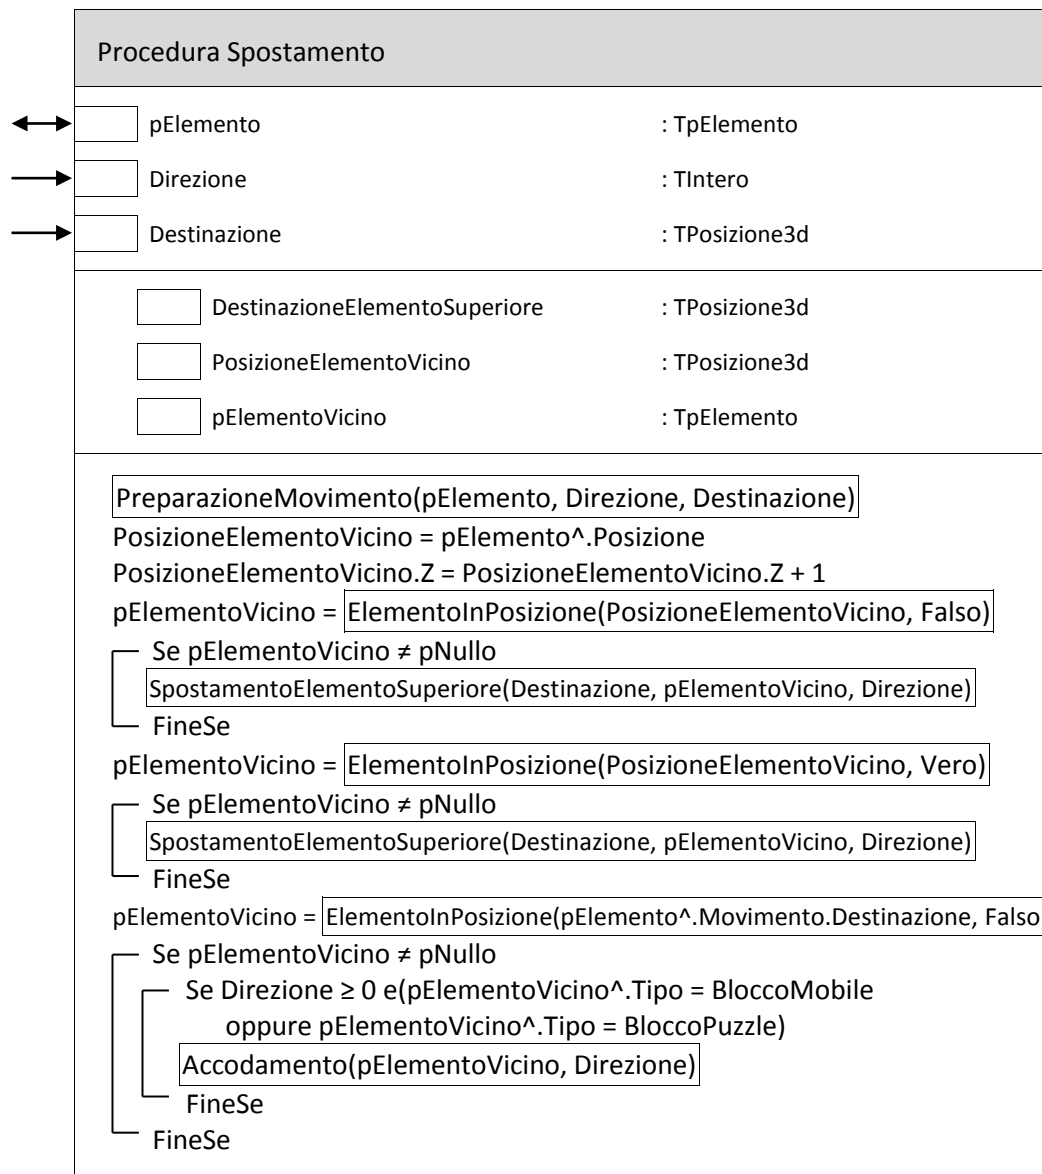 Procedura Spostamento
pElemento : TpElemento
Direzione : TIntero
Destinazione : TPosizione3d
DestinazioneElementoSuperiore : TPosizione3d
PosizioneElementoVicino : TPosizione3d
pElementoVicino : TpElemento
PreparazioneMovimento(pElemento, Direzione, Destinazione)
PosizioneElementoVicino = pElemento^.Posizione
PosizioneElementoVicino.Z = PosizioneElementoVicino.Z + 1
pElementoVicino = ElementoInPosizione(PosizioneElementoVicino, Falso)
Se pElementoVicino ≠ pNullo
SpostamentoElementoSuperiore(Destinazione, pElementoVicino, Direzione)
FineSe
pElementoVicino = ElementoInPosizione(PosizioneElementoVicino, Vero)
Se pElementoVicino ≠ pNullo
SpostamentoElementoSuperiore(Destinazione, pElementoVicino, Direzione)
FineSe
pElementoVicino = ElementoInPosizione(pElemento^.Movimento.Destinazione, Falso
Se pElementoVicino ≠ pNullo
Se Direzione ≥ 0 e(pElementoVicino^.Tipo = BloccoMobile
oppure pElementoVicino^.Tipo = BloccoPuzzle)
Accodamento(pElementoVicino, Direzione)
FineSe
FineSe